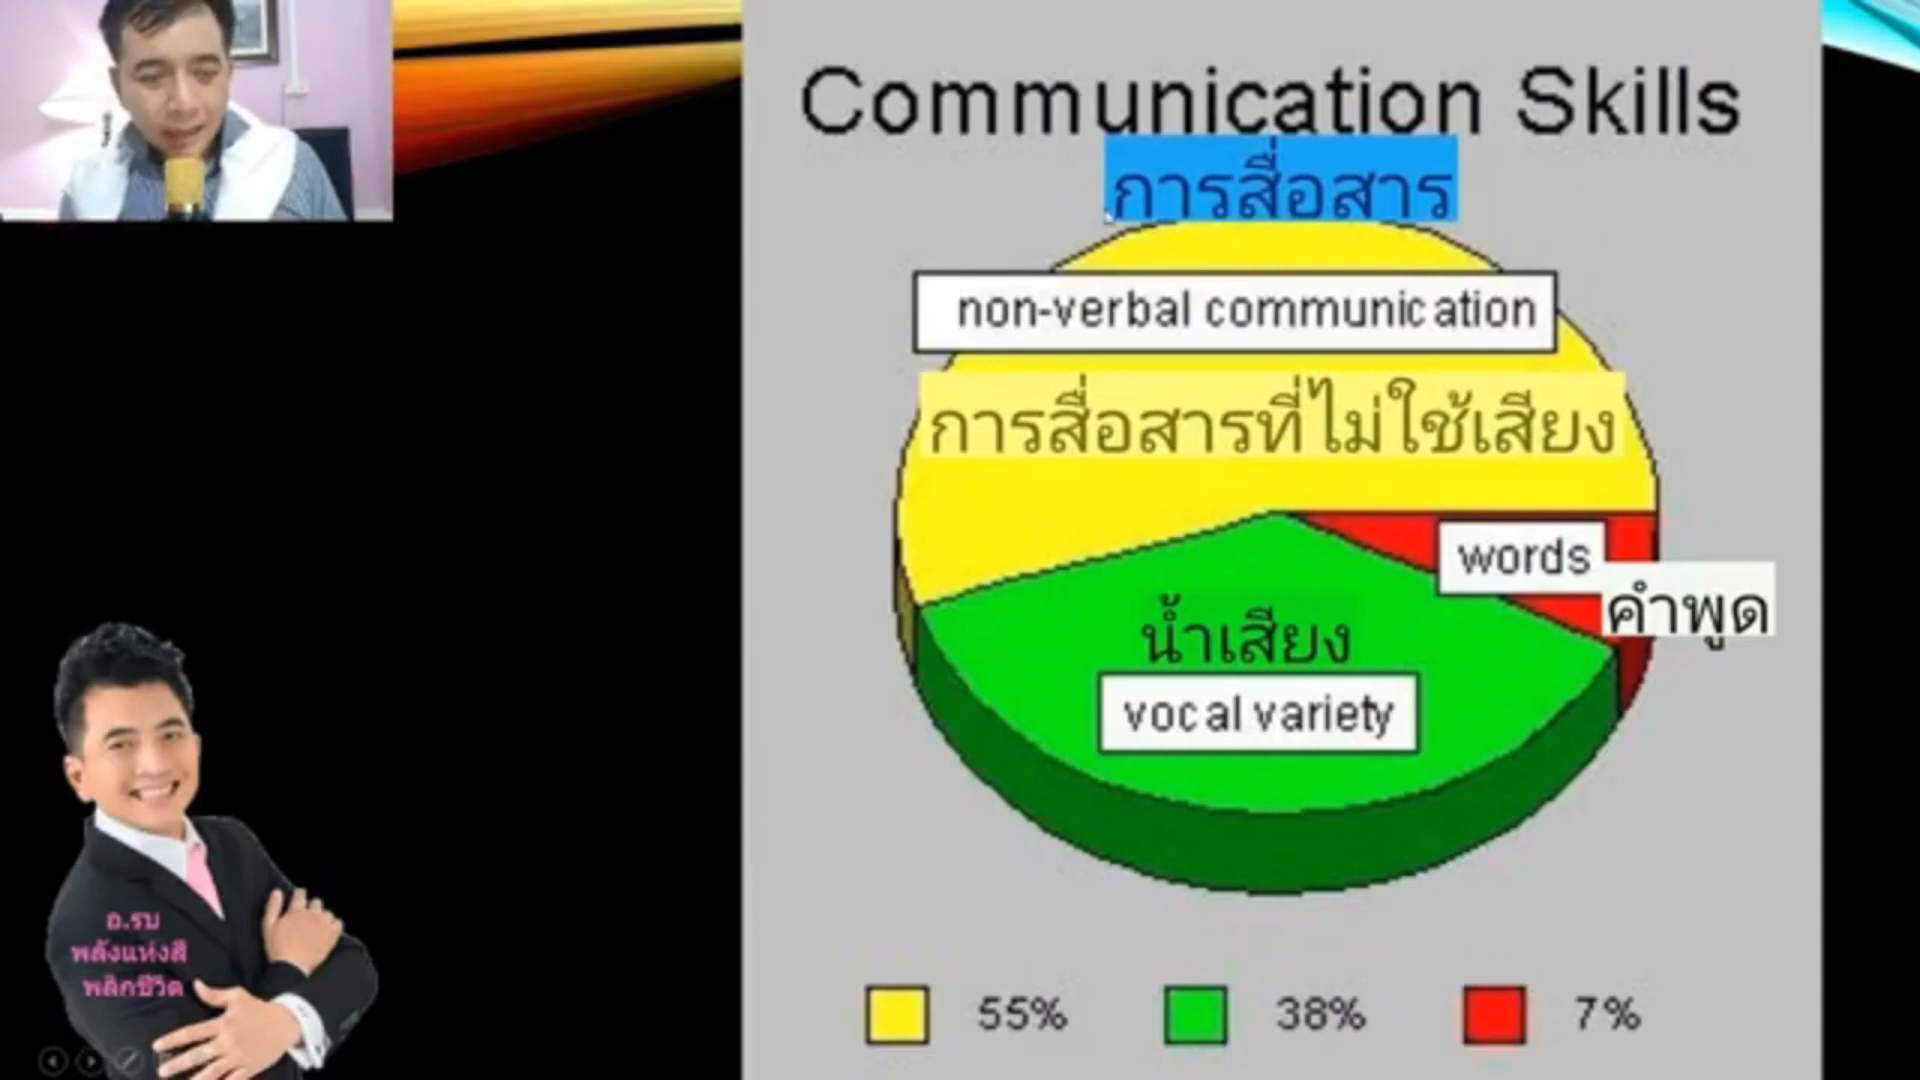 Communication Skills
การสื่อสาร
non-verbal communication
การสื่อสารที่ไม่ใช้เสียง
words
คำพูด
น้ำเสียง
vocal variety
55%
38%
7%
อ.รบ
พลังแห่งสี
พลิกชีวิต